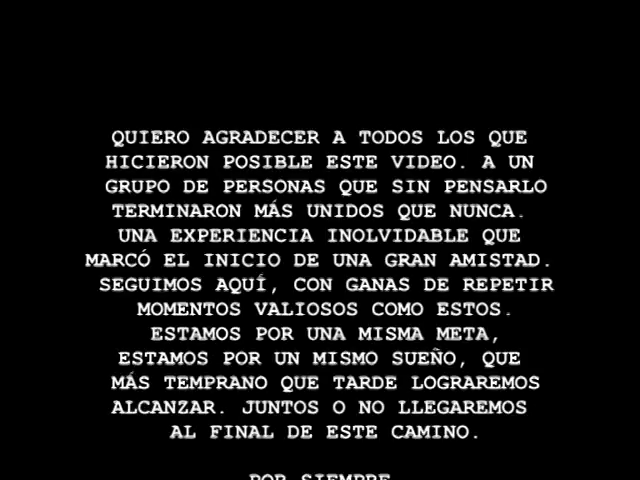 QUIERO AGRADECER A TODOS LOS QUE
HICIERON POSIBLE ESTE VIDEO. A UN
GRUPO DE PERSONAS QUE SIN PENSARLO
TERMINARON MÁS UNIDOS QUE NUNCA.
UNA EXPERIENCIA INOLVIDABLE QUE
MARCÓ EL INICIO DE UNA GRAN AMISTAD.
SEGUIMOS AQUÍ, CON GANAS DE REPETIR
MOMENTOS VALIOSOS COMO ESTOS.
ESTAMOS POR UNA MISMA META,
ESTAMOS POR UN MISMO SUEÑO, QUE
MÁS TEMPRANO QUE TARDE LOGRAREMOS
ALCANZAR. JUNTOS O NO LLEGAREMOS
AL FINAL DE ESTE CAMINO.
POR SIEMPRE